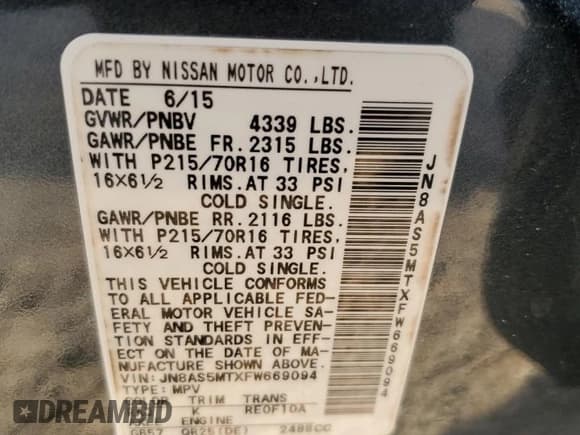 MFD BY NISSAN MOTOR CO.,LTD.
DATE 6/15
GVWR/PNBV 4339 LBS.
GAWR/PNBE FR. 2315 LBS.
WITH P215/70R16 TIRES,
16X6½ RIMS.AT 33 PSI
COLD SINGLE.
GAWR/PNBE RR. 2116 LBS.
WITH P215/70R16 TIRES,
16X6½ RIMS.AT 33 PSI
COLD SINGLE.
THIS VEHICLE CONFORMS
TO ALL APPLICABLE FED-
ERAL MOTOR VEHICLE SA-
FETY AND THEFT PREVEN-
TION STANDARDS IN EFF-
ECT ON THE DATE OF MA-
NUFACTURE SHOWN ABOVE.
VIN:JN8AS5MTXFW669094
TYPE: MPV
COLOR TRIM TRANS
K RE0F10A
ENGINE
QR25(DE) 2488CC
JN8AS5MTXFW669094
DREAMBID